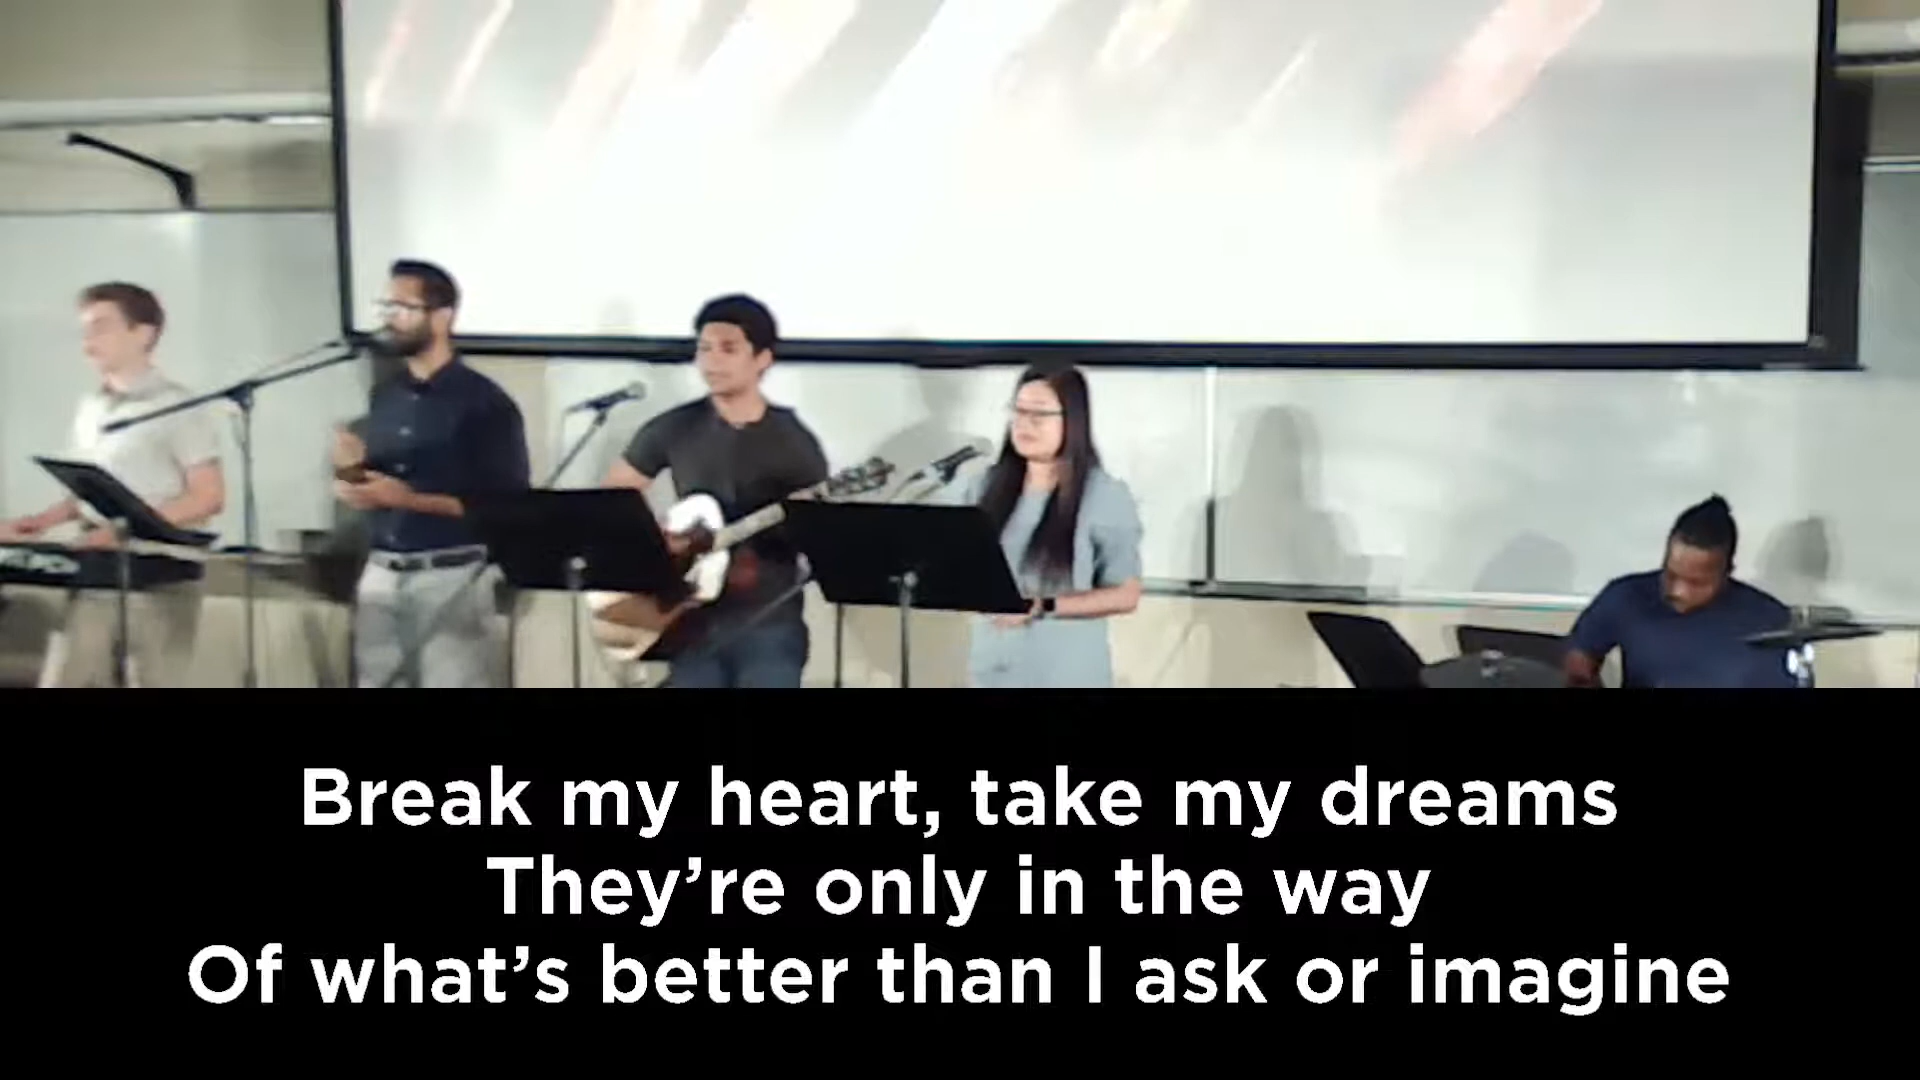 Break my heart, take my dreams
They’re only in the way
Of what’s better than I ask or imagine